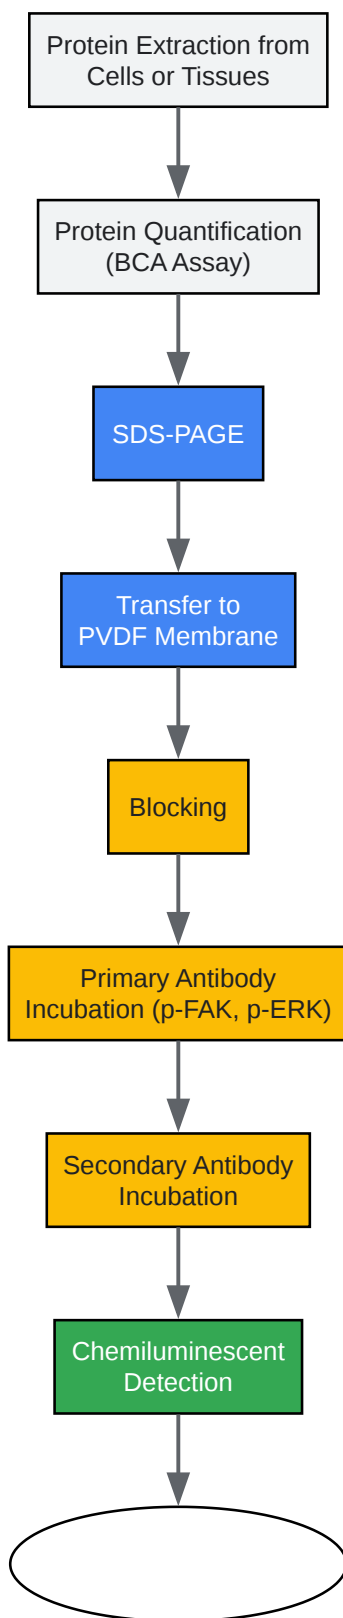 Protein Extraction from
Cells or Tissues
Protein Quantification
(BCA Assay)
SDS-PAGE
Transfer to
PVDF Membrane
Blocking
Primary Antibody
Incubation (p-FAK, p-ERK)
Secondary Antibody
Incubation
Chemiluminescent
Detection